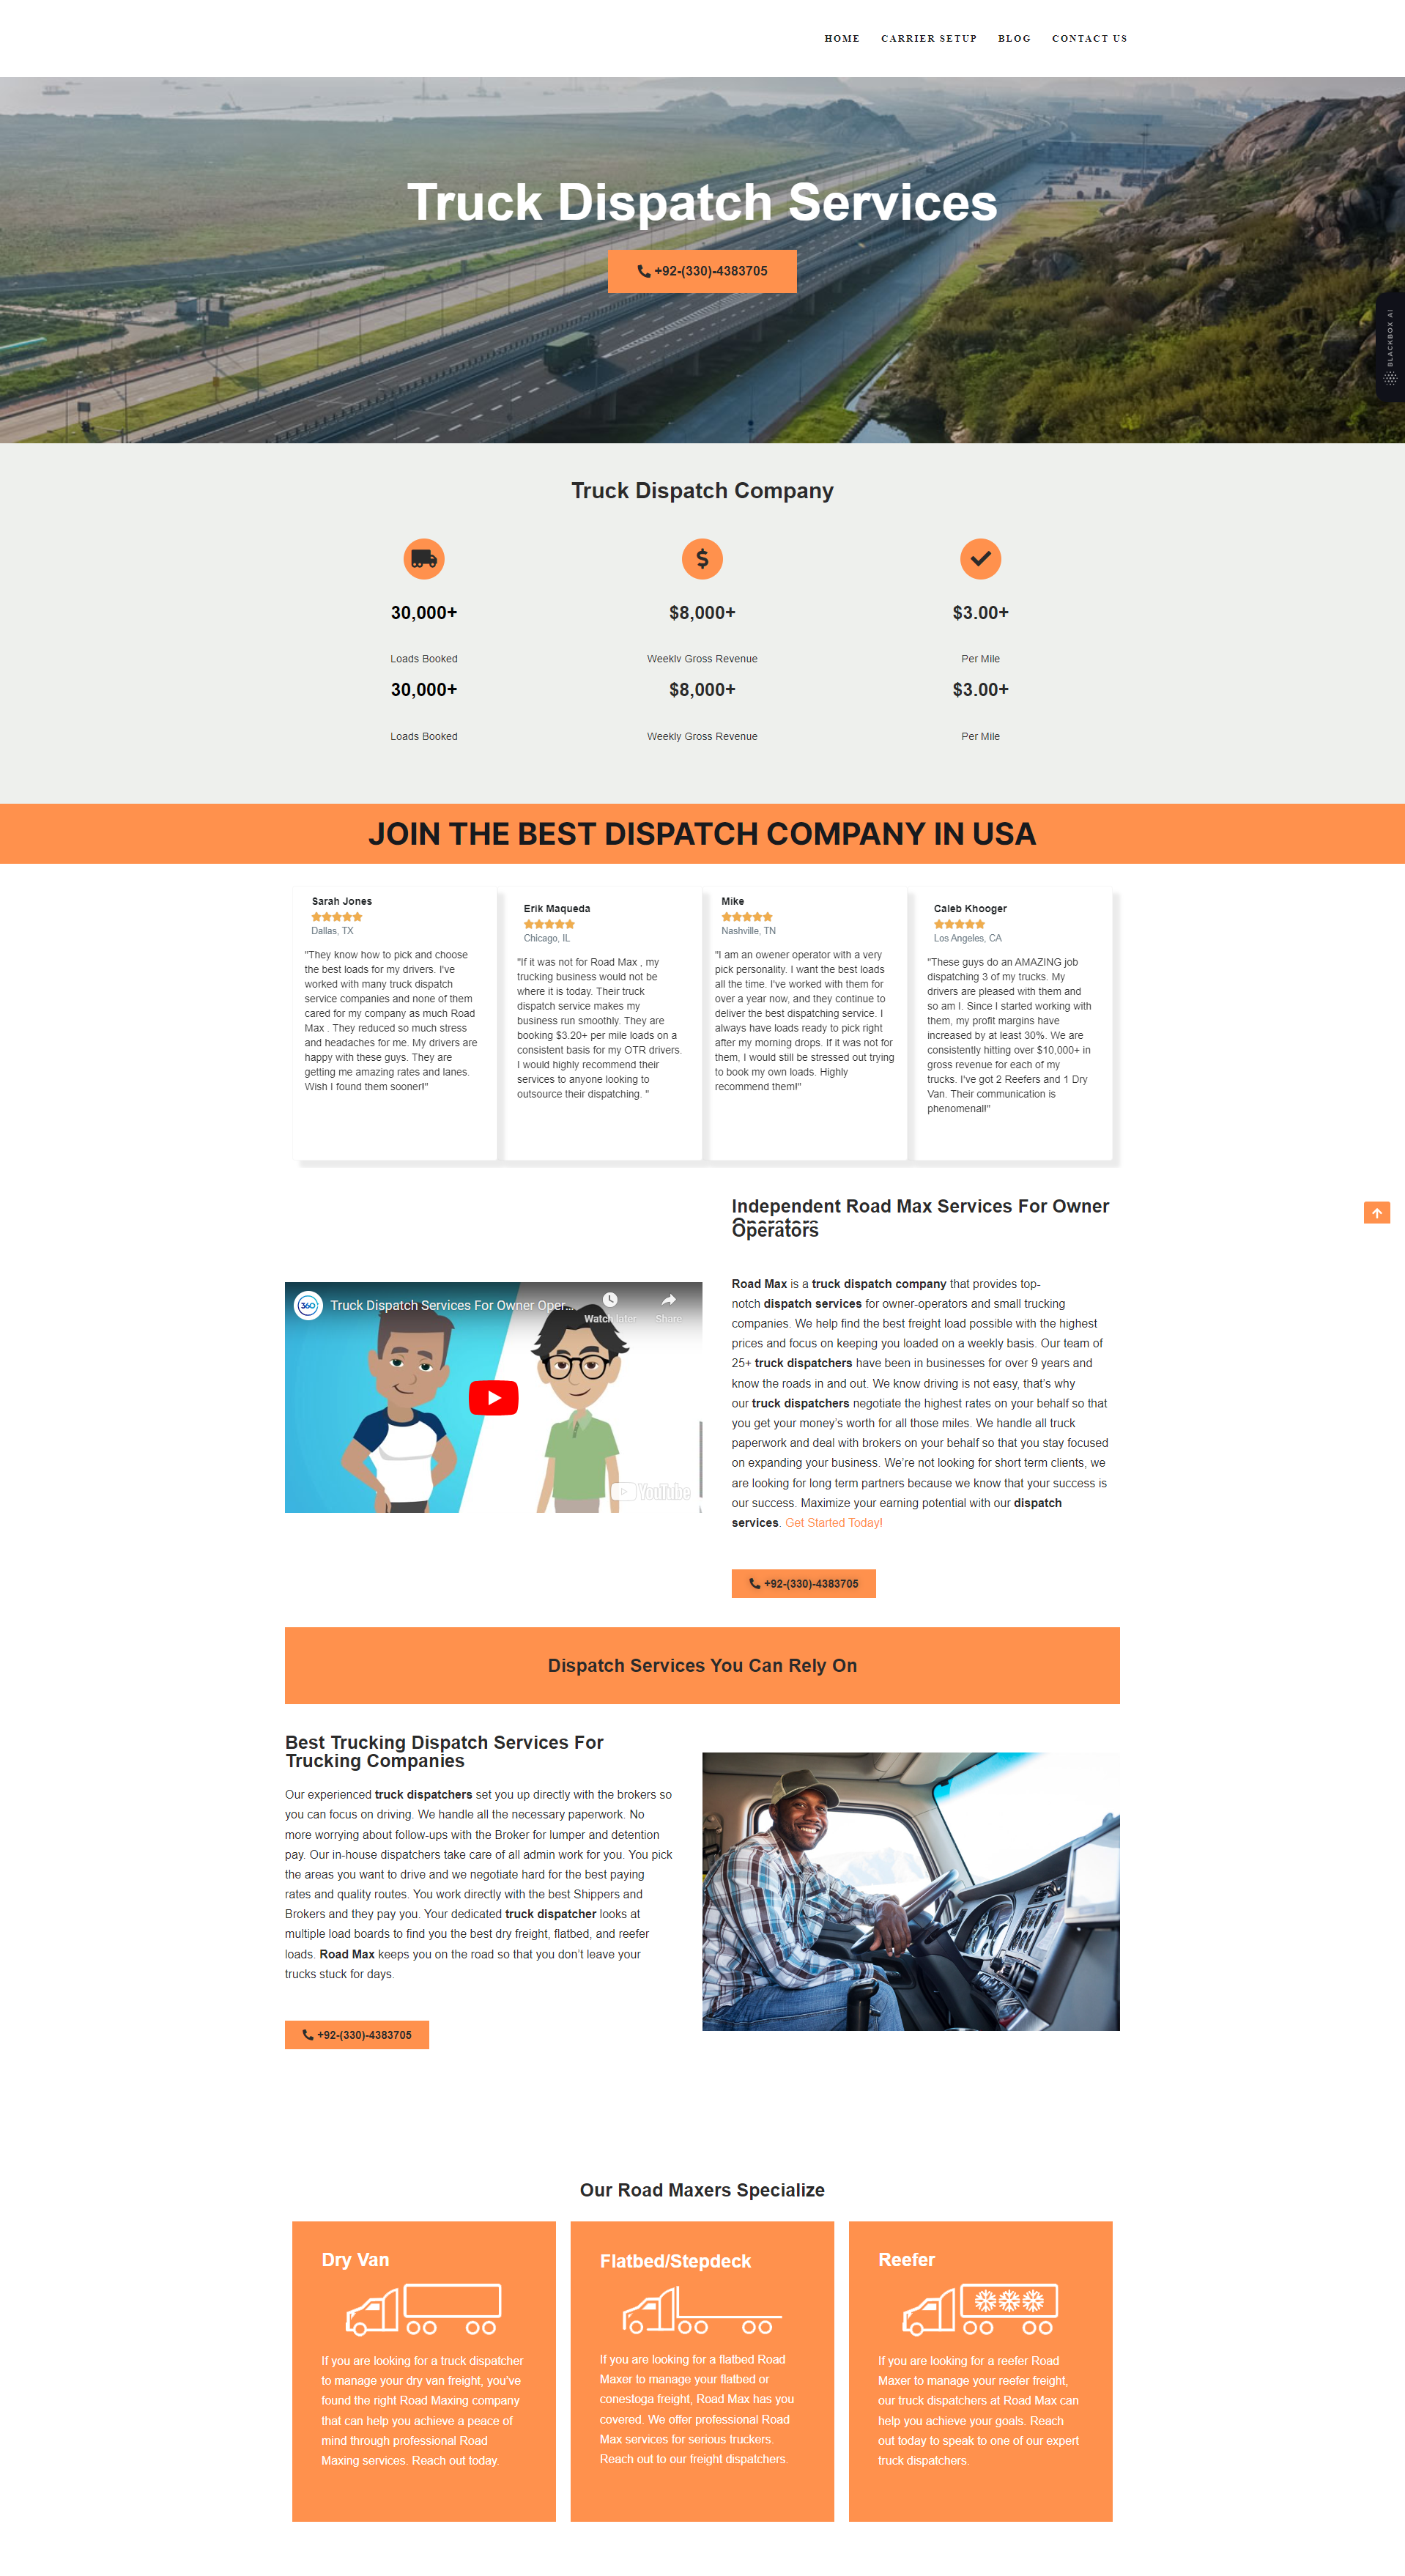 HOME CARRIER SETUP BLOG CONTACT US
Truck Dispatch Services
+92-(330)-4383705
BLACKBOX AI
Truck Dispatch Company
30,000+ $8,000+ $3.00+
Loads Booked Weekly Gross Revenue Per Mile
30,000+ $8,000+ $3.00+
Loads Booked Weekly Gross Revenue Per Mile
JOIN THE BEST DISPATCH COMPANY IN USA
Sarah Jones
Dallas, TX
"They know how to pick and choose
the best loads for my drivers. I've
worked with many truck dispatch
service companies and none of them
cared for my company as much Road
Max . They reduced so much stress
and headaches for me. My drivers are
happy with these guys. They are
getting me amazing rates and lanes.
Wish I found them sooner!"
Erik Maqueda
Chicago, IL
"If it was not for Road Max , my
trucking business would not be
where it is today. Their truck
dispatch service makes my
business run smoothly. They are
booking $3.20+ per mile loads on a
consistent basis for my OTR drivers.
I would highly recommend their
services to anyone looking to
outsource their dispatching. "
Mike
Nashville, TN
"I am an owener operator with a very
pick personality. I want the best loads
all the time. I've worked with them for
over a year now, and they continue to
deliver the best dispatching service. I
always have loads ready to pick right
after my morning drops. If it was not for
them, I would still be stressed out trying
to book my own loads. Highly
recommend them!"
Caleb Khooger
Los Angeles, CA
"These guys do an AMAZING job
dispatching 3 of my trucks. My
drivers are pleased with them and
so am I. Since I started working with
them, my profit margins have
increased by at least 30%. We are
consistently hitting over $10,000+ in
gross revenue for each of my
trucks. I've got 2 Reefers and 1 Dry
Van. Their communication is
phenomenal!"
360
Truck Dispatch Services For Owner Oper...
Watch later Share
YouTube
Independent Road Max Services For Owner
Operators
Operators
Road Max is a truck dispatch company that provides top-
notch dispatch services for owner-operators and small trucking
companies. We help find the best freight load possible with the highest
prices and focus on keeping you loaded on a weekly basis. Our team of
25+ truck dispatchers have been in businesses for over 9 years and
know the roads in and out. We know driving is not easy, that’s why
our truck dispatchers negotiate the highest rates on your behalf so that
you get your money’s worth for all those miles. We handle all truck
paperwork and deal with brokers on your behalf so that you stay focused
on expanding your business. We’re not looking for short term clients, we
are looking for long term partners because we know that your success is
our success. Maximize your earning potential with our dispatch
services. Get Started Today!
+92-(330)-4383705
Dispatch Services You Can Rely On
Best Trucking Dispatch Services For
Trucking Companies
Our experienced truck dispatchers set you up directly with the brokers so
you can focus on driving. We handle all the necessary paperwork. No
more worrying about follow-ups with the Broker for lumper and detention
pay. Our in-house dispatchers take care of all admin work for you. You pick
the areas you want to drive and we negotiate hard for the best paying
rates and quality routes. You work directly with the best Shippers and
Brokers and they pay you. Your dedicated truck dispatcher looks at
multiple load boards to find you the best dry freight, flatbed, and reefer
loads. Road Max keeps you on the road so that you don’t leave your
trucks stuck for days.
+92-(330)-4383705
Our Road Maxers Specialize
Dry Van
If you are looking for a truck dispatcher
to manage your dry van freight, you’ve
found the right Road Maxing company
that can help you achieve a peace of
mind through professional Road
Maxing services. Reach out today.
Flatbed/Stepdeck
If you are looking for a flatbed Road
Maxer to manage your flatbed or
conestoga freight, Road Max has you
covered. We offer professional Road
Max services for serious truckers.
Reach out to our freight dispatchers.
Reefer
If you are looking for a reefer Road
Maxer to manage your reefer freight,
our truck dispatchers at Road Max can
help you achieve your goals. Reach
out today to speak to one of our expert
truck dispatchers.